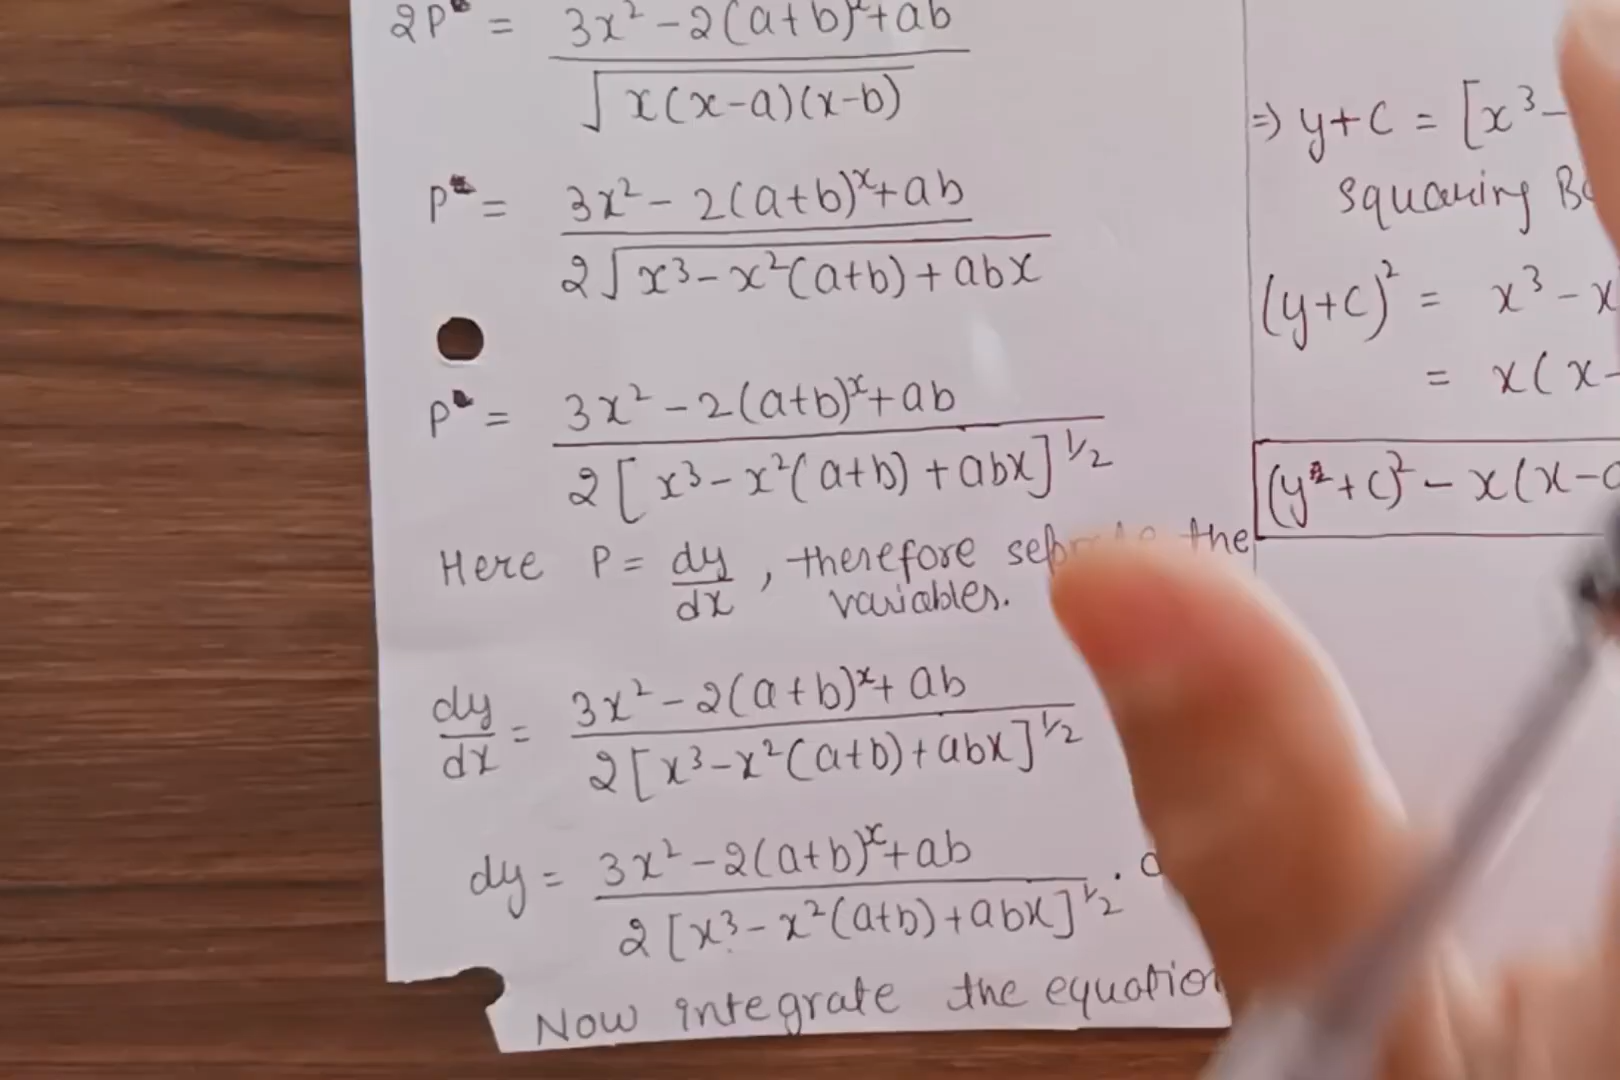 2P = 3x² - 2(a+b)x + ab
√x(x-a)(x-b)
P = 3x² - 2(a+b)x + ab
2√x³ - x²(a+b) + abx
P = 3x² - 2(a+b)x + ab
2[x³ - x²(a+b) + abx]^1/2
Here P = dy/dx, therefore the
variables.
dy/dx = 3x² - 2(a+b)x + ab
2[x³ - x²(a+b) + abx]^1/2
dy = 3x² - 2(a+b)x + ab
2[x³ - x²(a+b) + abx]^1/2 .
Now integrate the equation
⇒ y+c = [x³ -
Squaring
(y+c)² = x³ - x
= x(x-
(y+c)² - x(x-